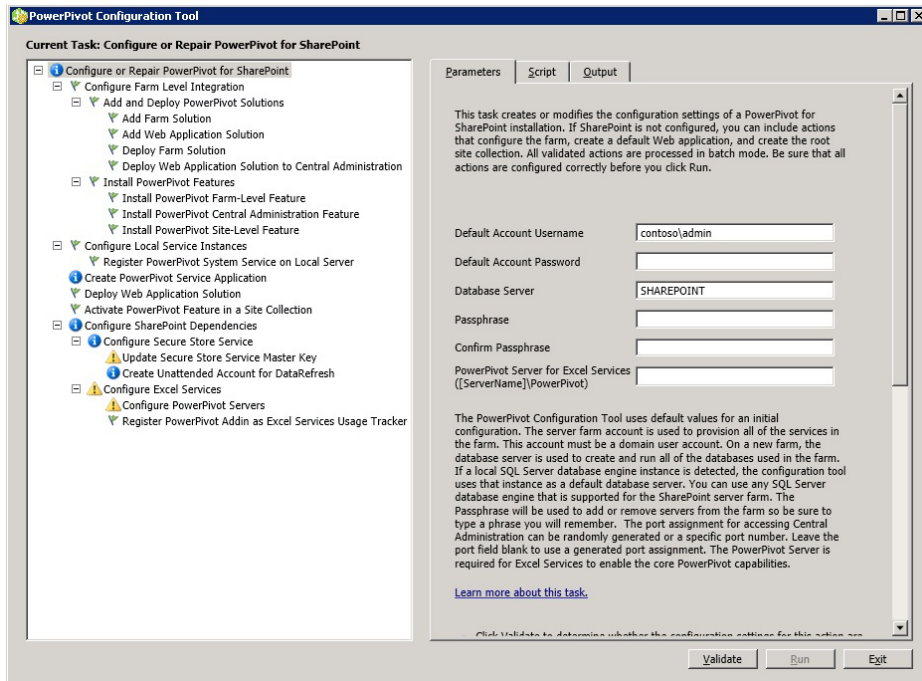 PowerPivot Configuration Tool
Current Task: Configure or Repair PowerPivot for SharePoint
Configure or Repair PowerPivot for SharePoint
Configure Farm Level Integration
Add and Deploy PowerPivot Solutions
Add Farm Solution
Add Web Application Solution
Deploy Farm Solution
Deploy Web Application Solution to Central Administration
Install PowerPivot Features
Install PowerPivot Farm-Level Feature
Install PowerPivot Central Administration Feature
Install PowerPivot Site-Level Feature
Configure Local Service Instances
Register PowerPivot System Service on Local Server
Create PowerPivot Service Application
Deploy Web Application Solution
Activate PowerPivot Feature in a Site Collection
Configure SharePoint Dependencies
Configure Secure Store Service
Update Secure Store Service Master Key
Create Unattended Account for DataRefresh
Configure Excel Services
Configure PowerPivot Servers
Register PowerPivot Addin as Excel Services Usage Tracker
Parameters Script Output
This task creates or modifies the configuration settings of a PowerPivot for
SharePoint installation. If SharePoint is not configured, you can include actions
that configure the farm, create a default Web application, and create the root
site collection. All validated actions are processed in batch mode. Be sure that all
actions are configured correctly before you click Run.
Default Account Username contoso\admin
Default Account Password
Database Server SHAREPOINT
Passphrase
Confirm Passphrase
PowerPivot Server for Excel Services
([ServerName]\PowerPivot)
The PowerPivot Configuration Tool uses default values for an initial
configuration. The server farm account is used to provision all of the services in
the farm. This account must be a domain user account. On a new farm, the
database server is used to create and run all of the databases used in the farm.
If a local SQL Server database engine instance is detected, the configuration tool
uses that instance as a default database server. You can use any SQL Server
database engine that is supported for the SharePoint server farm. The
Passphrase will be used to add or remove servers from the farm so be sure to
type a phrase you will remember. The port assignment for accessing Central
Administration can be randomly generated or a specific port number. Leave the
port field blank to use a generated port assignment. The PowerPivot Server is
required for Excel Services to enable the core PowerPivot capabilities.
Learn more about this task.
Click Validate to determine whether the configuration settings for this action are
Validate Run Exit